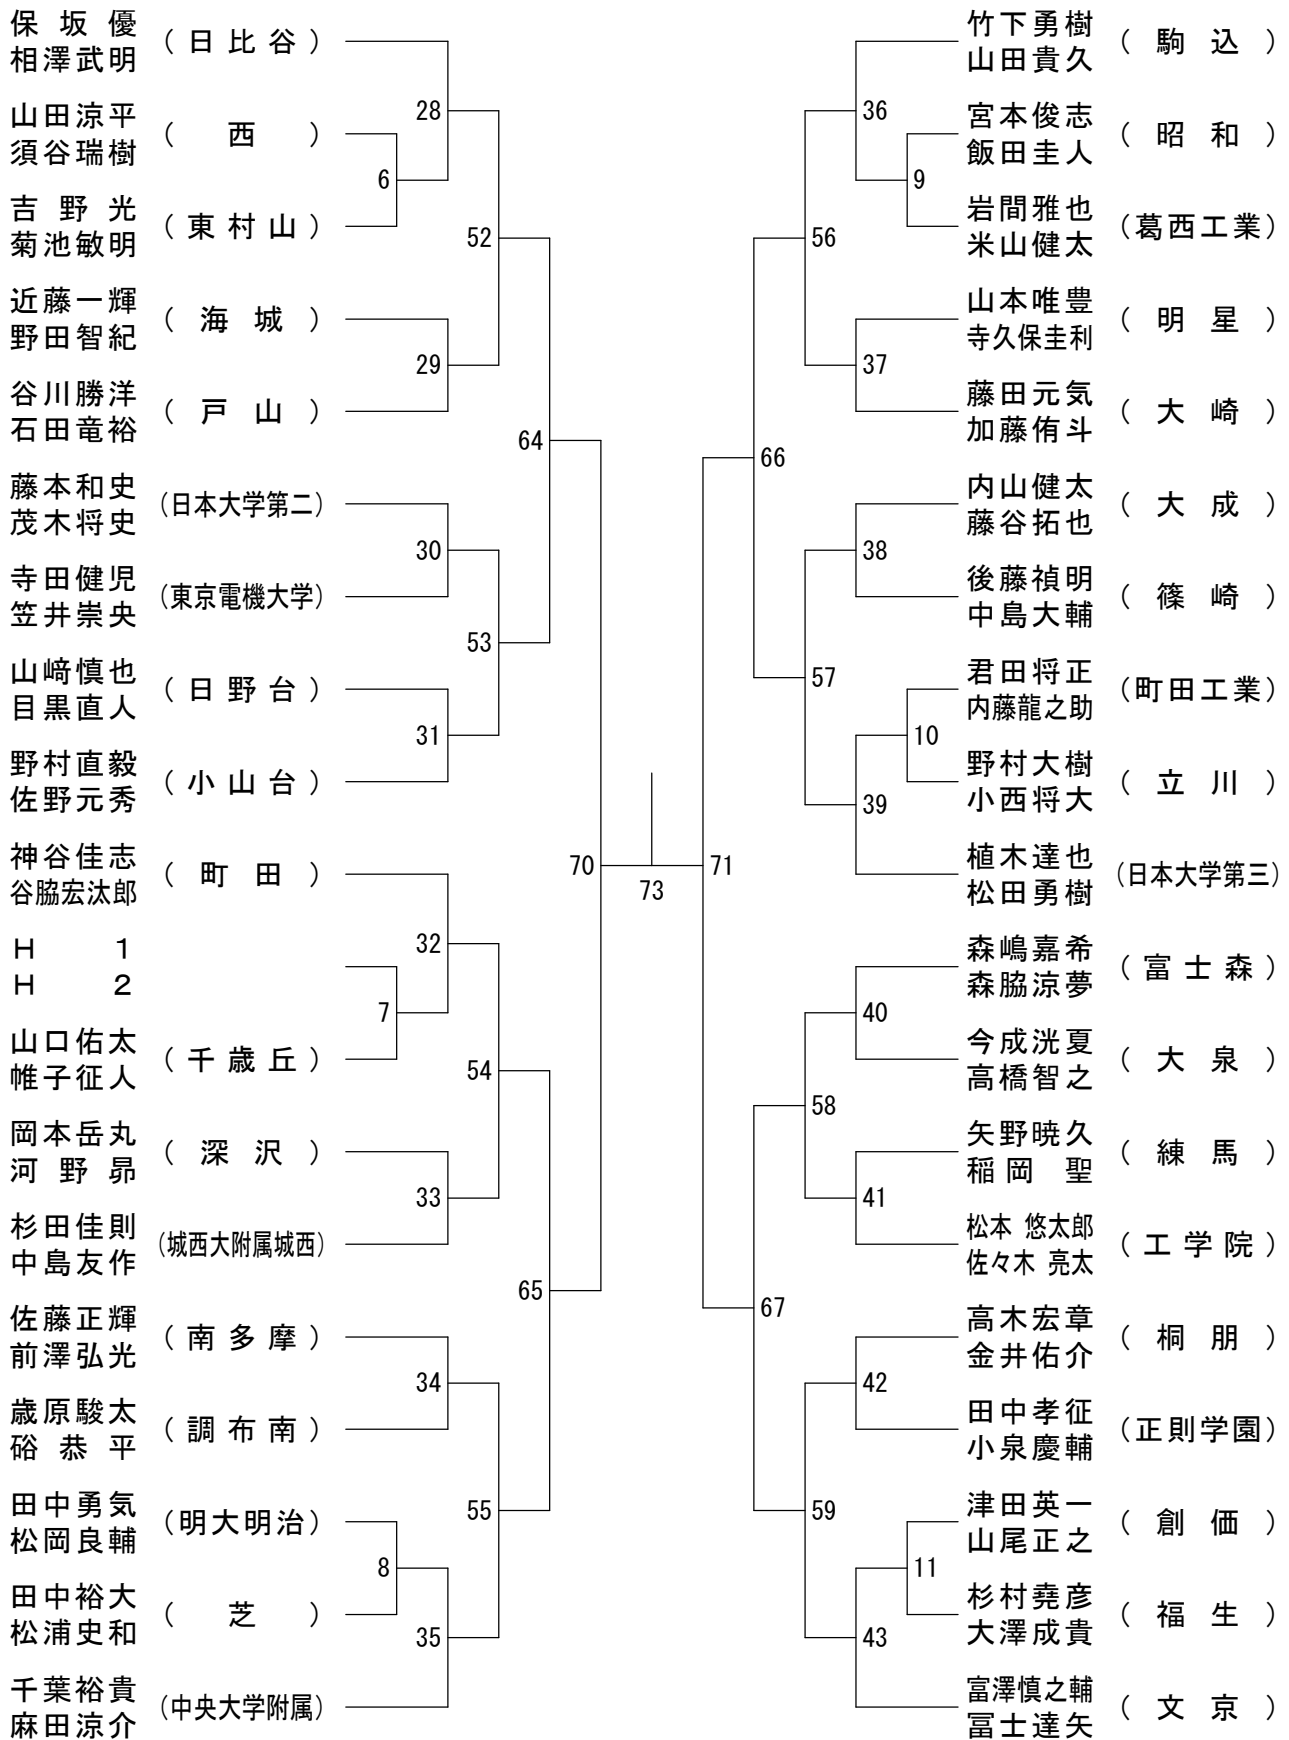 保坂優
相澤武明
(日比谷)
山田涼平
須谷瑞樹
(西)
吉野光
菊池敏明
(東村山)
近藤一輝
野田智紀
(海城)
谷川勝洋
石田竜裕
(戸山)
藤本和史
茂木将史
(日本大学第二)
寺田健児
笠井崇央
(東京電機大学)
山﨑慎也
目黒直人
(日野台)
野村直毅
佐野元秀
(小山台)
神谷佳志
谷脇宏汰郎
(町田)
H 1
H 2
山口佑太
帷子征人
(千歳丘)
岡本岳丸
河野昴
(深沢)
杉田佳則
中島友作
(城西大附属城西)
佐藤正輝
前澤弘光
(南多摩)
歳原駿太
硲恭平
(調布南)
田中勇気
松岡良輔
(明大明治)
田中裕大
松浦史和
(芝)
千葉裕貴
麻田涼介
(中央大学附属)
28
6
52
29
64
30
53
31
70
32
7
54
33
65
34
55
8
35
73
竹下勇樹
山田貴久
(駒込)
宮本俊志
飯田圭人
(昭和)
岩間雅也
米山健太
(葛西工業)
山本唯豊
寺久保圭利
(明星)
藤田元気
加藤侑斗
(大崎)
内山健太
藤谷拓也
(大成)
後藤禎明
中島大輔
(篠崎)
君田将正
内藤龍之助
(町田工業)
野村大樹
小西将大
(立川)
植木達也
松田勇樹
(日本大学第三)
森嶋嘉希
森脇涼夢
(富士森)
今成洸夏
高橋智之
(大泉)
矢野暁久
稲岡聖
(練馬)
松本 悠太郎
佐々木 亮太
(工学院)
高木宏章
金井佑介
(桐朋)
田中孝征
小泉慶輔
(正則学園)
津田英一
山尾正之
(創価)
杉村堯彦
大澤成貴
(福生)
富澤慎之輔
冨士達矢
(文京)
36
9
56
37
66
38
57
10
39
71
40
58
41
67
42
59
11
43